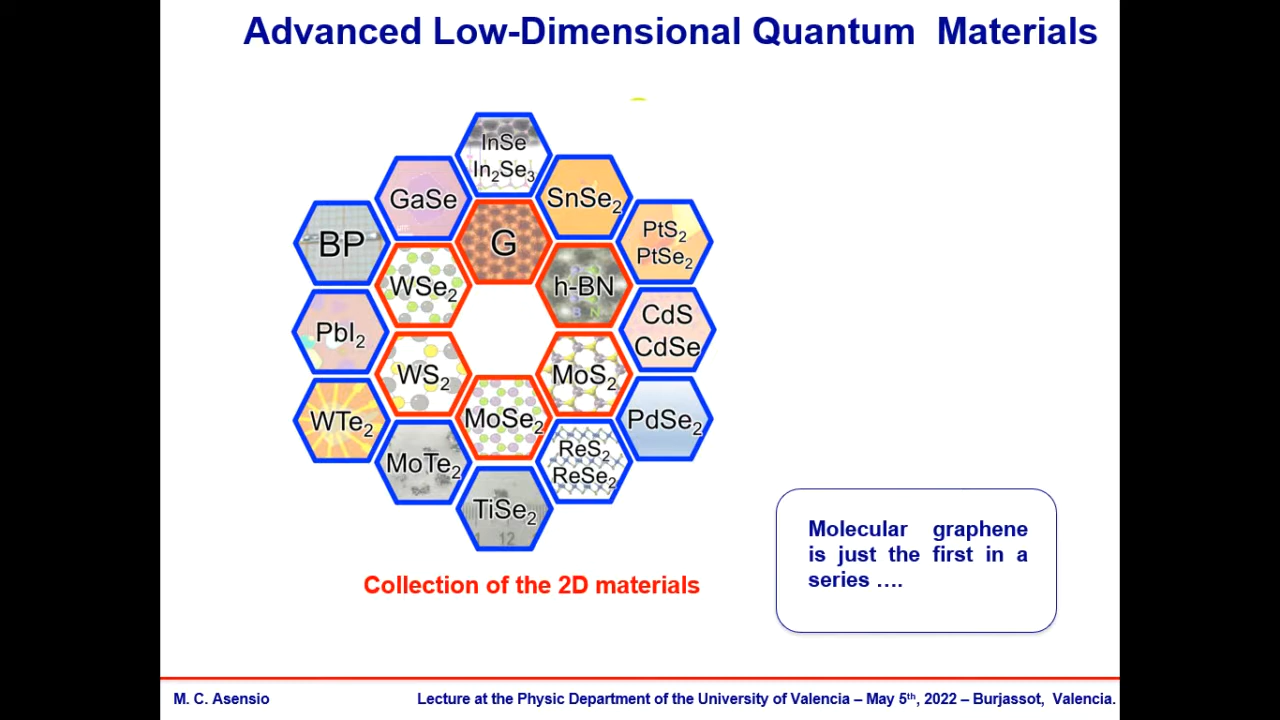 Advanced Low-Dimensional Quantum Materials
InSe
In₂Se₃
GaSe
SnSe₂
BP
G
PtS₂
PtSe₂
WSe₂
h-BN
PbI₂
CdS
CdSe
WS₂
MoS₂
WTe₂
MoSe₂
PdSe₂
MoTe₂
ReS₂
ReSe₂
TiSe₂
12
Collection of the 2D materials
Molecular graphene
is just the first in a
series ….
M. C. Asensio
Lecture at the Physic Department of the University of Valencia – May 5th, 2022 – Burjassot, Valencia.